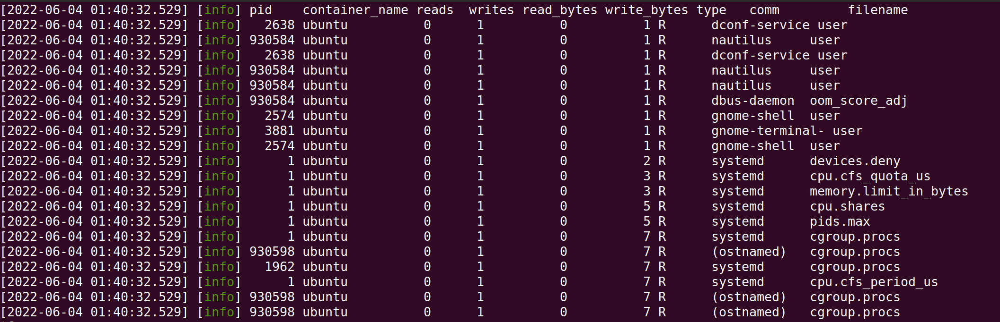 [2022-06-04 01:40:32.529] [info] pid    container_name reads  writes read_bytes write_bytes type   comm         filename
[2022-06-04 01:40:32.529] [info]   2638 ubuntu          0      1          0          1 R      dconf-service user
[2022-06-04 01:40:32.529] [info] 930584 ubuntu          0      1          0          1 R      nautilus     user
[2022-06-04 01:40:32.529] [info]   2638 ubuntu          0      1          0          1 R      dconf-service user
[2022-06-04 01:40:32.529] [info] 930584 ubuntu          0      1          0          1 R      nautilus     user
[2022-06-04 01:40:32.529] [info] 930584 ubuntu          0      1          0          1 R      nautilus     user
[2022-06-04 01:40:32.529] [info] 930584 ubuntu          0      1          0          1 R      dbus-daemon  oom_score_adj
[2022-06-04 01:40:32.529] [info]   2574 ubuntu          0      1          0          1 R      gnome-shell  user
[2022-06-04 01:40:32.529] [info]   3881 ubuntu          0      1          0          1 R      gnome-terminal- user
[2022-06-04 01:40:32.529] [info]   2574 ubuntu          0      1          0          1 R      gnome-shell  user
[2022-06-04 01:40:32.529] [info]      1 ubuntu          0      1          0          2 R      systemd      devices.deny
[2022-06-04 01:40:32.529] [info]      1 ubuntu          0      1          0          3 R      systemd      cpu.cfs_quota_us
[2022-06-04 01:40:32.529] [info]      1 ubuntu          0      1          0          3 R      systemd      memory.limit_in_bytes
[2022-06-04 01:40:32.529] [info]      1 ubuntu          0      1          0          5 R      systemd      cpu.shares
[2022-06-04 01:40:32.529] [info]      1 ubuntu          0      1          0          5 R      systemd      pids.max
[2022-06-04 01:40:32.529] [info]      1 ubuntu          0      1          0          7 R      systemd      cgroup.procs
[2022-06-04 01:40:32.529] [info] 930598 ubuntu          0      1          0          7 R      (ostnamed)   cgroup.procs
[2022-06-04 01:40:32.529] [info]   1962 ubuntu          0      1          0          7 R      systemd      cgroup.procs
[2022-06-04 01:40:32.529] [info]      1 ubuntu          0      1          0          7 R      systemd      cpu.cfs_period_us
[2022-06-04 01:40:32.529] [info] 930598 ubuntu          0      1          0          7 R      (ostnamed)   cgroup.procs
[2022-06-04 01:40:32.529] [info] 930598 ubuntu          0      1          0          7 R      (ostnamed)   cgroup.procs